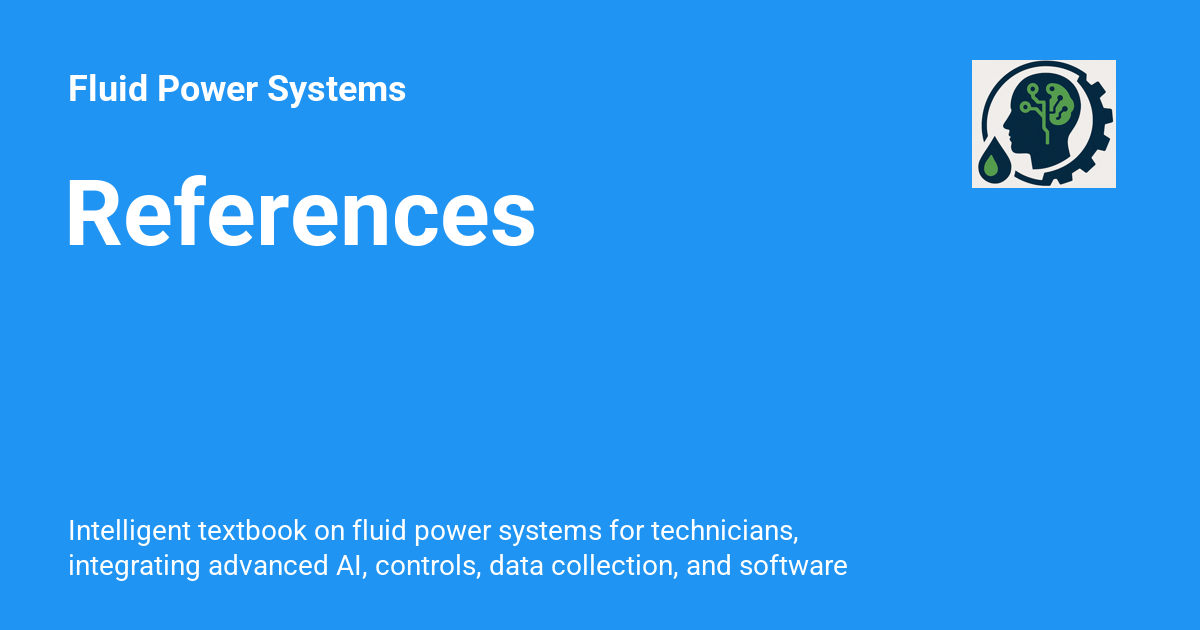 Fluid Power Systems
References
Intelligent textbook on fluid power systems for technicians,
integrating advanced AI, controls, data collection, and software